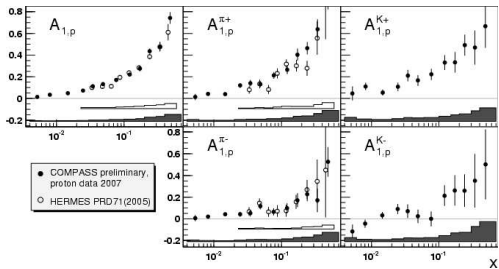 A1,p
Aπ+1,p
AK+1,p
0.8
0.6
0.4
0.2
0
-0.2
10-2 10-1
Aπ-1,p
AK-1,p
0.6
0.4
0.2
0
-0.2
10-2 10-1 10-2 10-1 x
COMPASS preliminary,
proton data 2007
HERMES PRD71(2005)